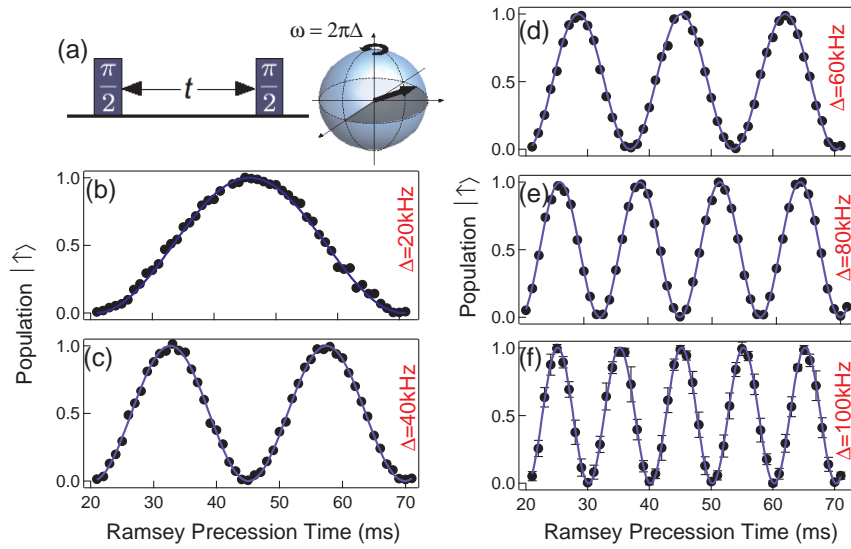 (a)
π/2
t
π/2
ω = 2πΔ
(b)
1.0
0.5
0.0
Δ=20kHz
(c)
1.0
0.5
0.0
Δ=40kHz
Population |↑⟩
20
30
40
50
60
70
Ramsey Precession Time (ms)
(d)
1.0
0.5
0.0
Δ=60kHz
(e)
1.0
0.5
0.0
Δ=80kHz
(f)
1.0
0.5
0.0
Δ=100kHz
Population |↑⟩
20
30
40
50
60
70
Ramsey Precession Time (ms)